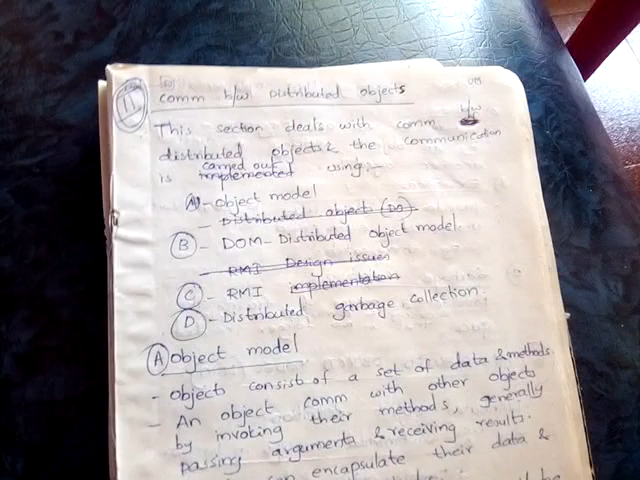 11
comm b/w Distributed objects
This section deals with comm b/w
distributed objects & the communication
is implemented carried out using:-
A - Object model
- Distributed object (DO)
B - DOM - Distributed object model
- RMI Design issues
C - RMI implementation
D - Distributed garbage collection.
A Object model
- object consist of a set of data & methods.
- An object comm with other objects
by invoking their methods, generally
passing arguments & receiving results.
can encapsulate their data &